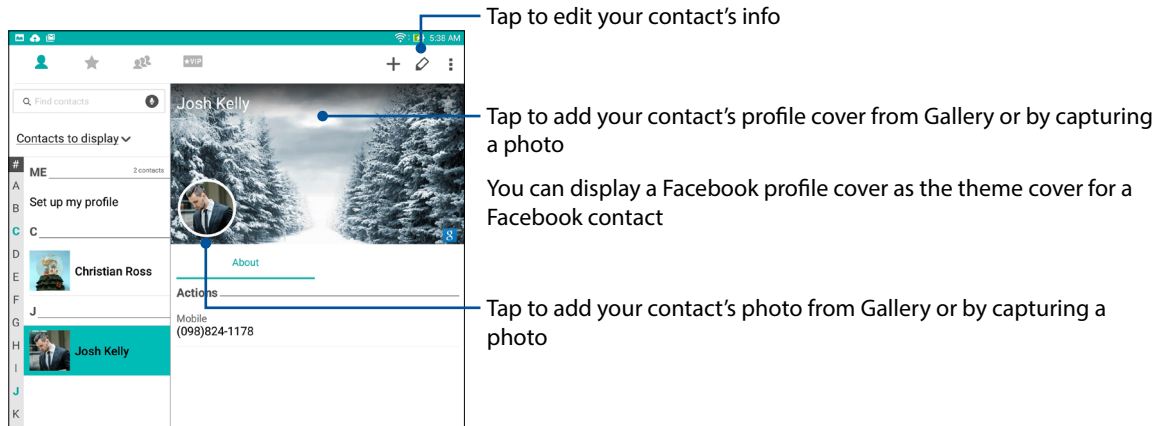 Tap to edit your contact's info
5:38 AM
VIP
Find contacts
Josh Kelly
Tap to add your contact's profile cover from Gallery or by capturing
a photo
Contacts to display
You can display a Facebook profile cover as the theme cover for a
Facebook contact
#
ME
2 contacts
A
B
Set up my profile
C
C
8
D
About
E
Christian Ross
F
Actions
G
J
Tap to add your contact's photo from Gallery or by capturing a
photo
Mobile
(098)824-1178
H
Josh Kelly
I
J
K